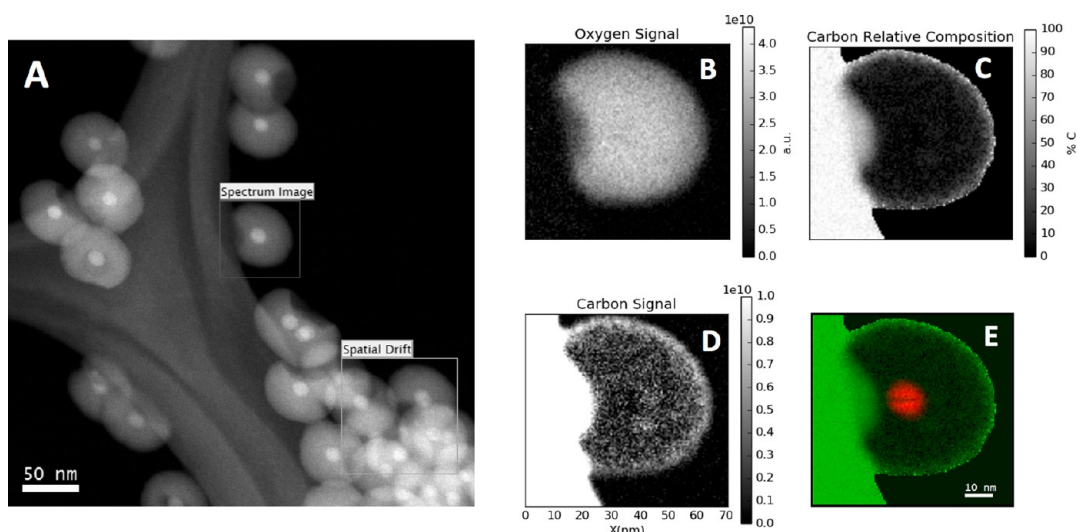 A
Spectrum Image
Spatial Drift
50 nm
Oxygen Signal
B
1e10
4.0
3.5
3.0
2.5
2.0
1.5
1.0
0.5
0.0
a.u.
Carbon Relative Composition
C
100
90
80
70
60
50
40
30
20
10
0
% C
Carbon Signal
D
0 10 20 30 40 50 60 70
X(nm)
1e10
1.0
0.9
0.8
0.7
0.6
0.5
0.4
0.3
0.2
0.1
0.0
E
10 nm